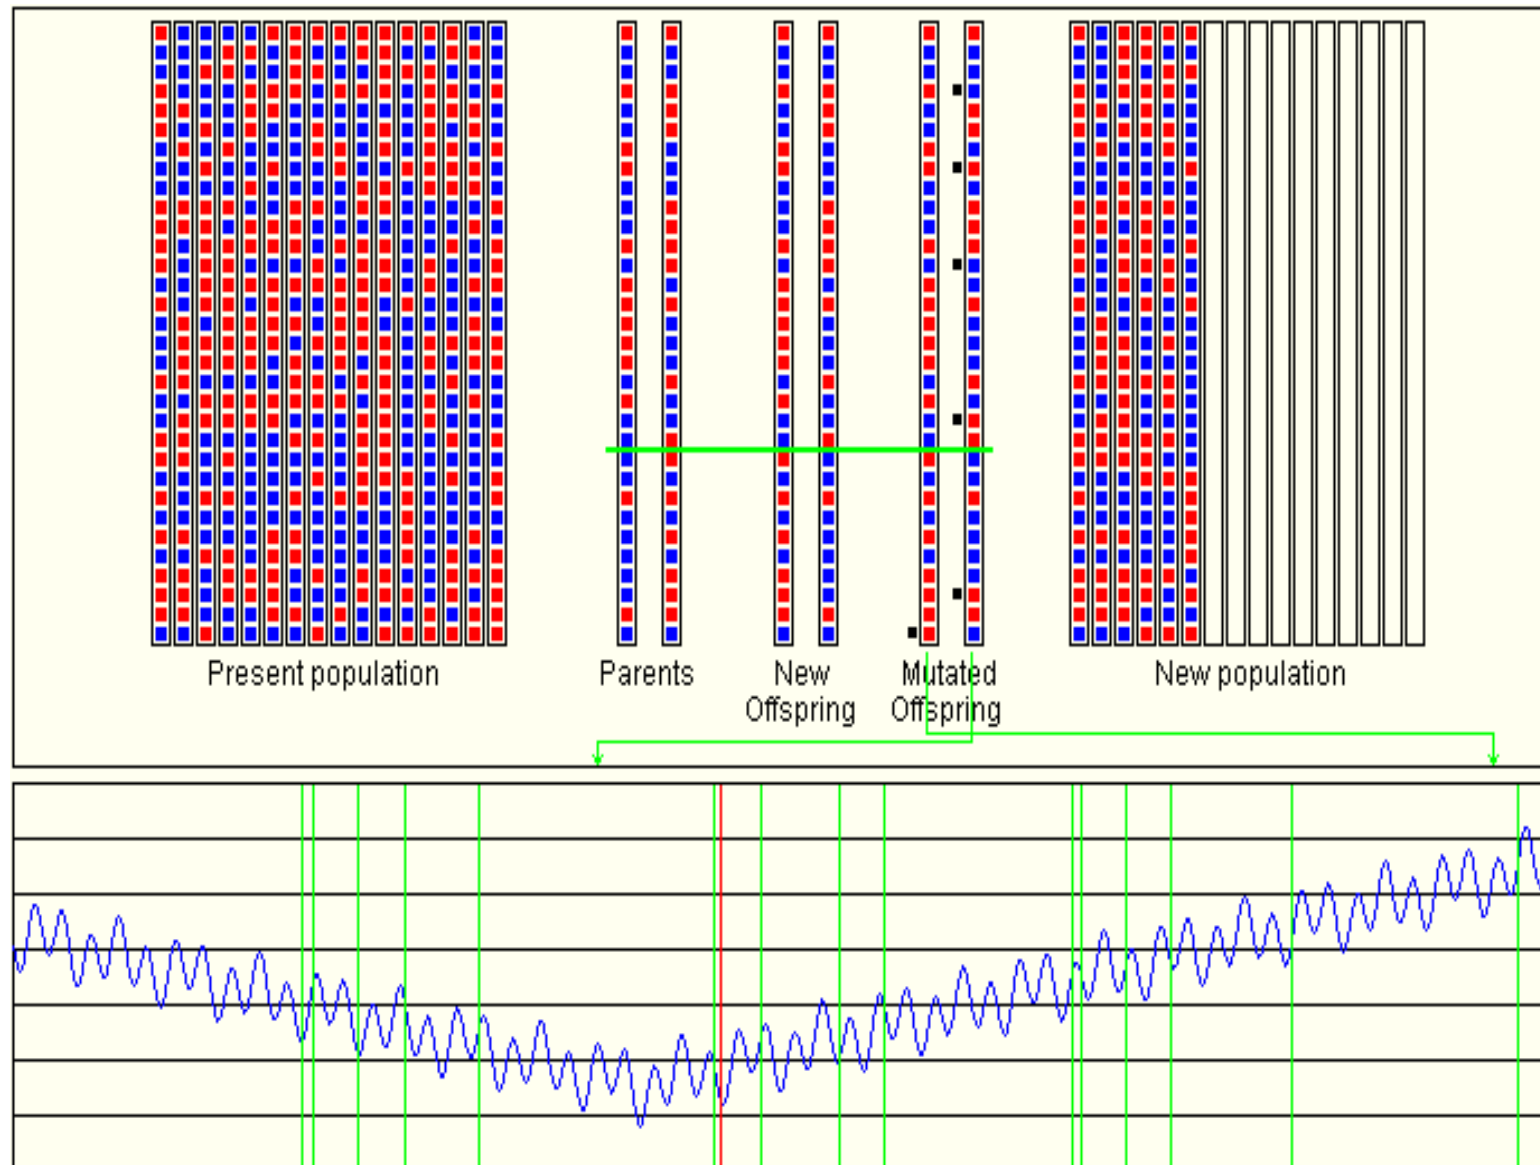 Present population
Parents
New
Offspring
Mutated
Offspring
New population